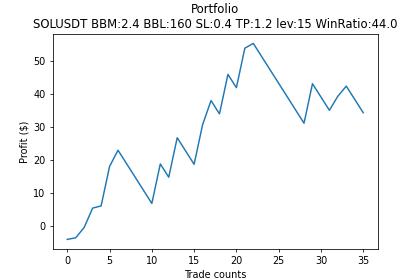 Portfolio
SOLUSDT BBM:2.4 BBL:160 SL:0.4 TP:1.2 lev:15 WinRatio:44.0
50
40
30
20
10
0
Profit ($)
0 5 10 15 20 25 30 35
Trade counts